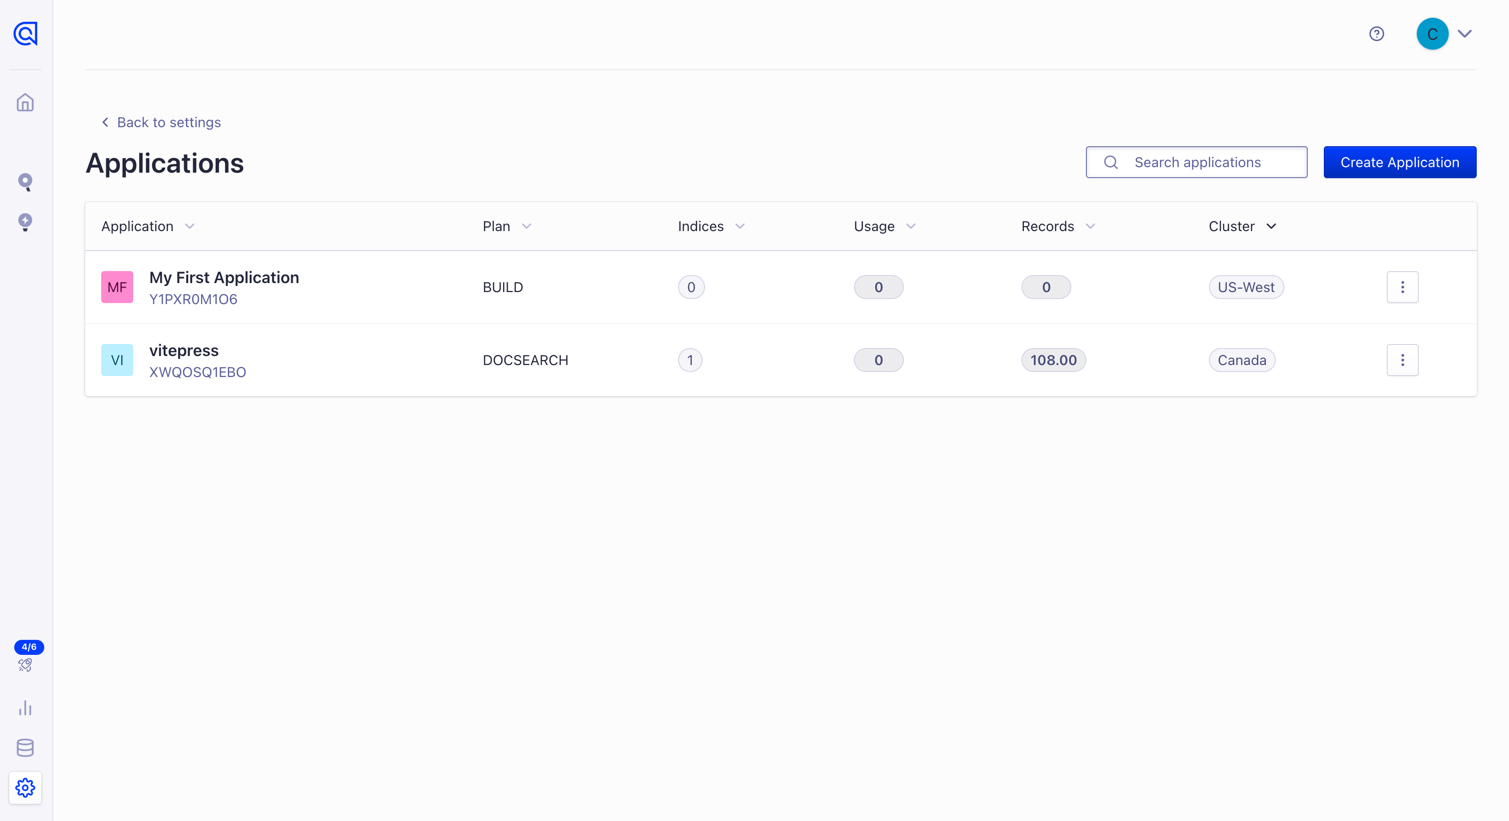 C
Back to settings
Applications
Search applications
Create Application
Application Plan Indices Usage Records Cluster
MF My First Application BUILD 0 0 0 US-West
Y1PXR0M1O6
VI vitepress DOCSEARCH 1 0 108.00 Canada
XWQOSQ1EBO
4/6